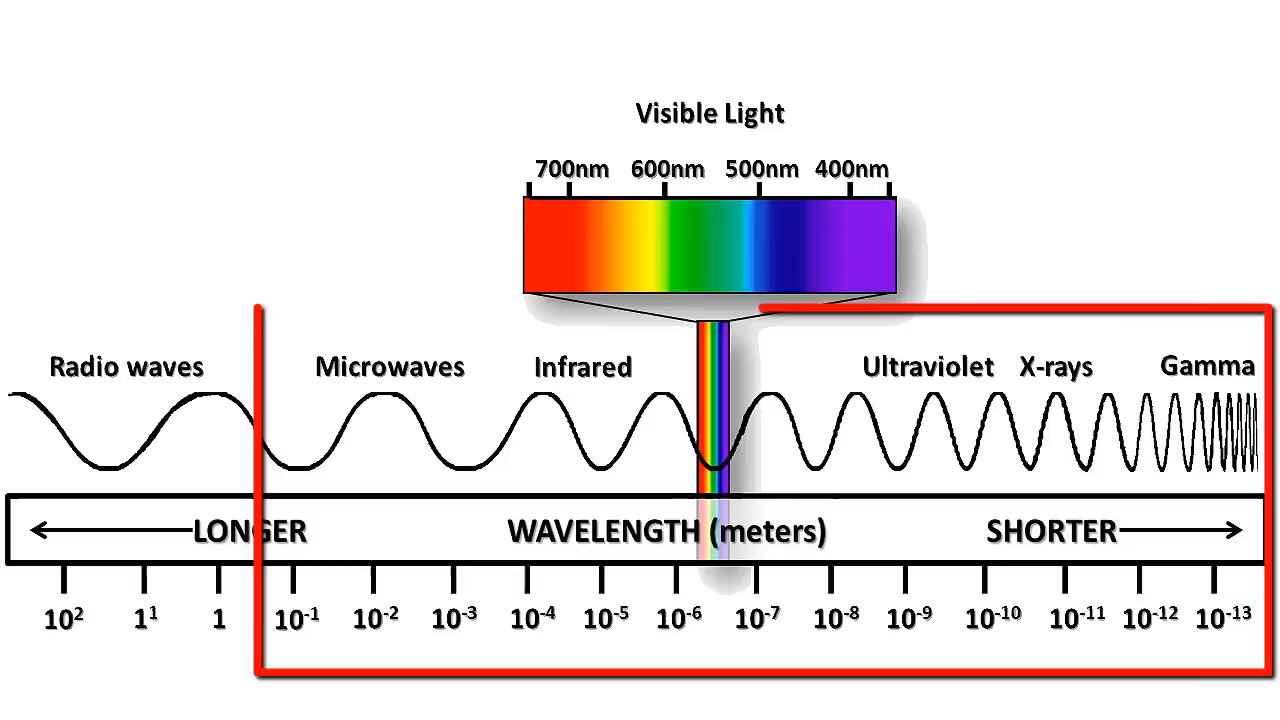 Visible Light
700nm 600nm 500nm 400nm
Radio waves Microwaves Infrared Ultraviolet X-rays Gamma
LONGER WAVELENGTH (meters) SHORTER
10² 1¹ 1 10⁻¹ 10⁻² 10⁻³ 10⁻⁴ 10⁻⁵ 10⁻⁶ 10⁻⁷ 10⁻⁸ 10⁻⁹ 10⁻¹⁰ 10⁻¹¹ 10⁻¹² 10⁻¹³